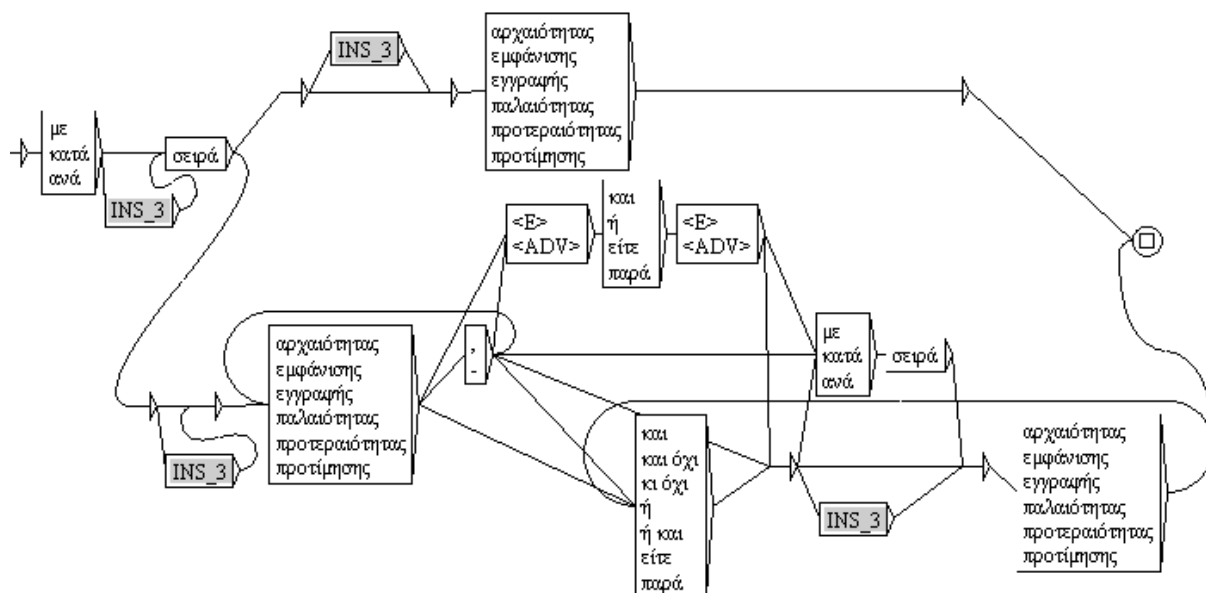 INS_3
αρχαιότητας
εμφάνισης
εγγραφής
παλαιότητας
προτεραιότητας
προτίμησης
με
κατά
ανά
σειρά
INS_3
<E>
<ADV>
και
ή
είτε
παρά
<E>
<ADV>
αρχαιότητας
εμφάνισης
εγγραφής
παλαιότητας
προτεραιότητας
προτίμησης
,
-
με
κατά
ανά
σειρά
INS_3
και
και όχι
κι όχι
ή
ή και
είτε
παρά
INS_3
αρχαιότητας
εμφάνισης
εγγραφής
παλαιότητας
προτεραιότητας
προτίμησης